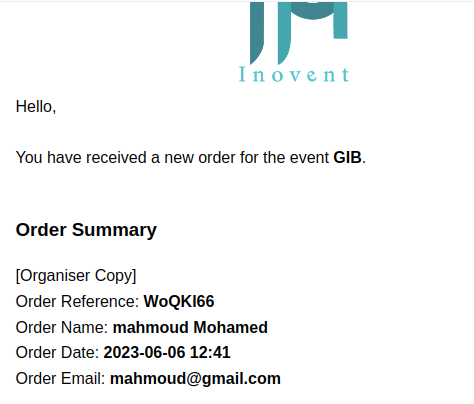 Inovent
Hello,
You have received a new order for the event GIB.
Order Summary
[Organiser Copy]
Order Reference: WoQKI66
Order Name: mahmoud Mohamed
Order Date: 2023-06-06 12:41
Order Email: mahmoud@gmail.com